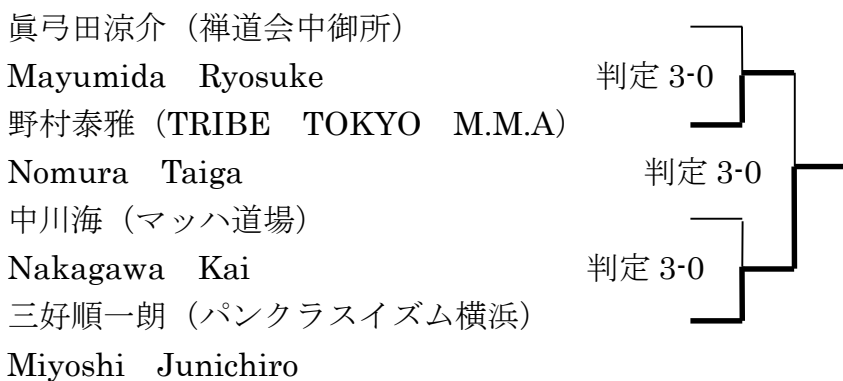 眞弓田涼介（禅道会中御所）
Mayumida　Ryosuke　判定 3-0
野村泰雅（TRIBE　TOKYO　M.M.A）
Nomura　Taiga　判定 3-0
中川海（マッハ道場）
Nakagawa　Kai　判定 3-0
三好順一朗（パンクラスイズム横浜）
Miyoshi　Junichiro